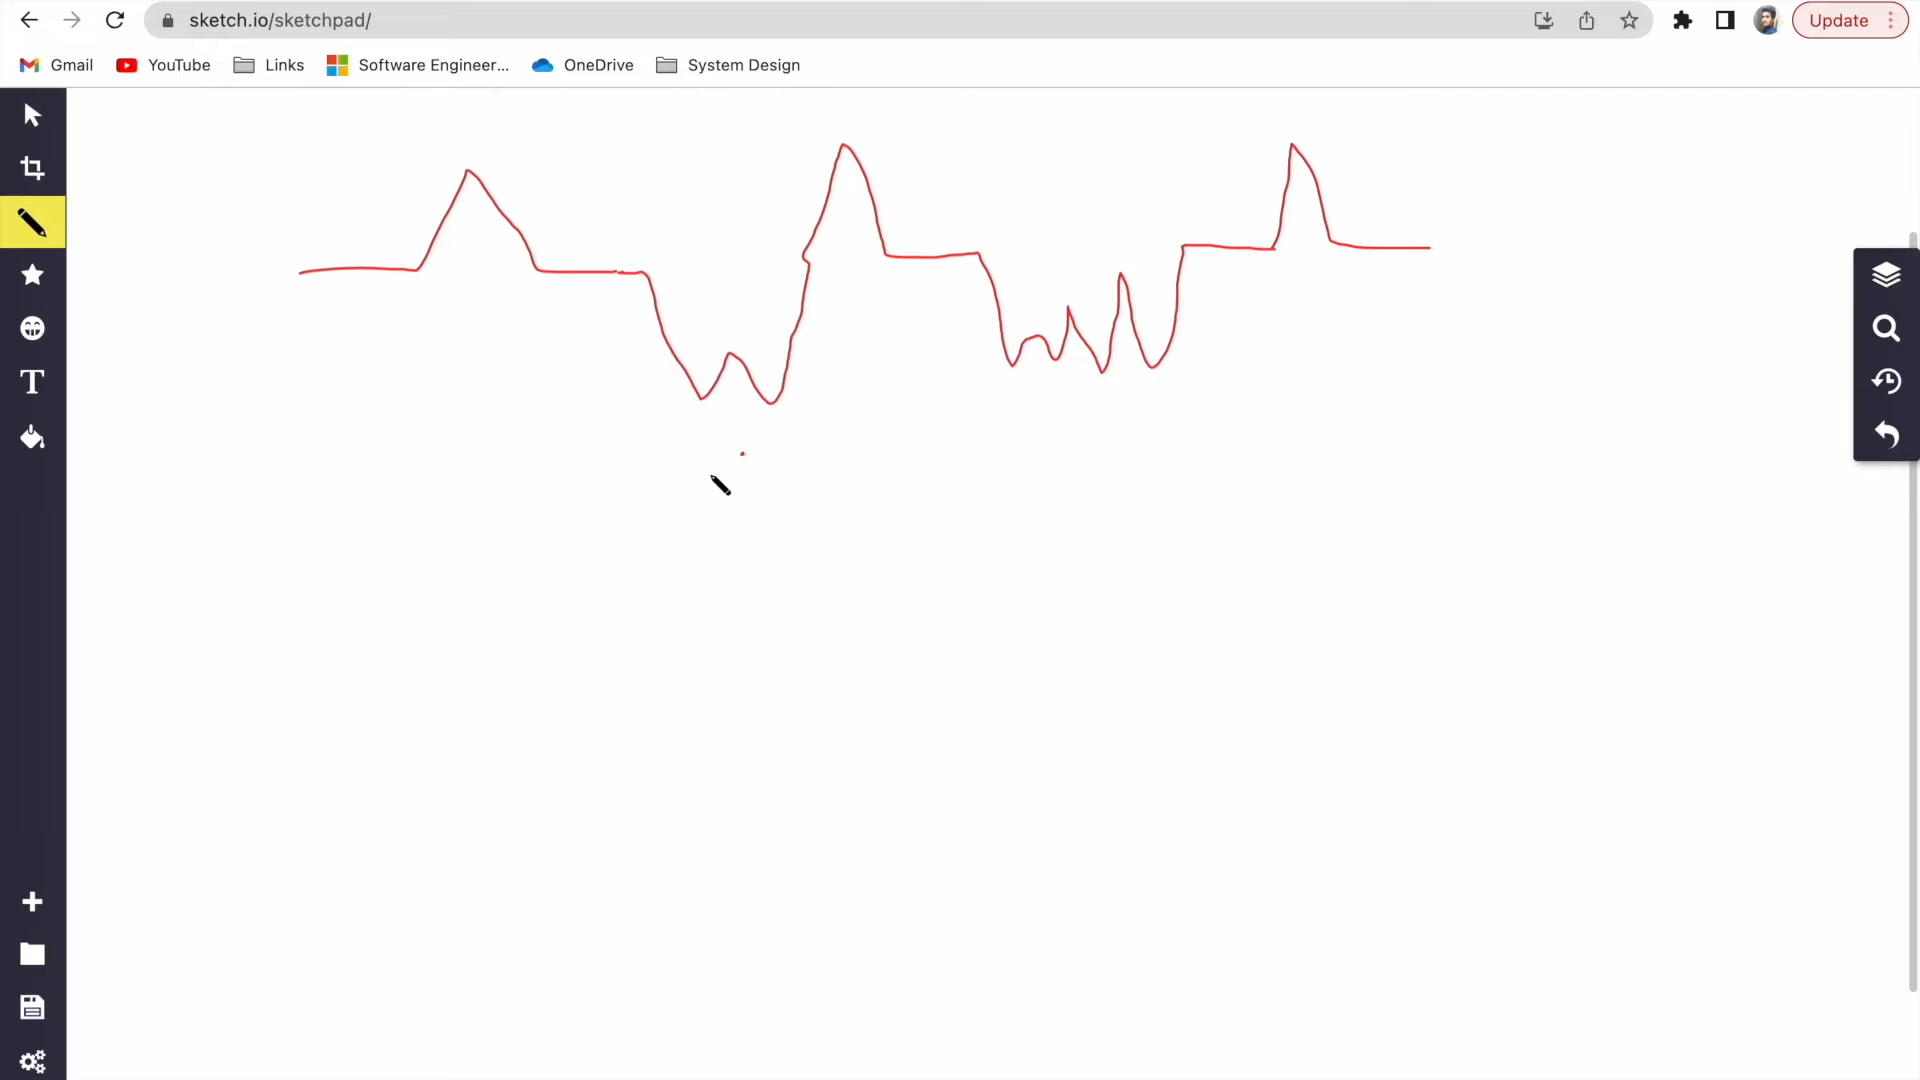 sketch.io/sketchpad/
Update
Gmail
YouTube
Links
Software Engineer...
OneDrive
System Design
T